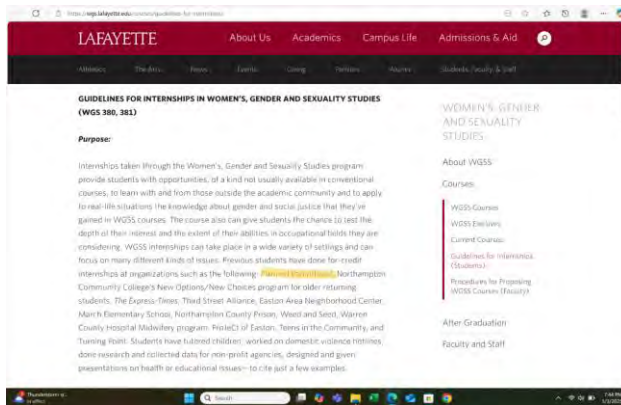 LAFAYETTE
About Us
Academics
Campus Life
Admissions & Aid
Athletics
The Arts
News
Events
Giving
Students, Faculty & Staff
GUIDELINES FOR INTERNSHIPS IN WOMEN'S, GENDER AND SEXUALITY STUDIES
(WGS 380, 381)
Purpose:
Internships taken through the Women's, Gender and Sexuality Studies program
provide students with opportunities, of a kind not usually available in conventional
courses, to learn with and from those outside the academic community and to apply
to real-life situations the knowledge about gender and social justice that they've
gained in WGSS courses. The course also can give students the chance to test the
depth of their interest and the extent of their abilities in occupational fields they are
considering. WGSS internships can take place in a wide variety of settings and can
focus on many different kinds of issues. Previous students have done for-credit
internships at organizations such as the following: Planned Parenthood, Northampton
Community College's New Options/New Choices program for older returning
students, The Express-Times, Third Street Alliance, Easton Area Neighborhood Center,
March Elementary School, Northampton County Prison, Weed and Seed, Warren
County Hospital Midwifery program, ProJeCt of Easton, Teens in the Community, and
Turning Point. Students have tutored children, worked on domestic violence hotlines,
done research and collected data for non-profit agencies, designed and given
presentations on health or educational issues—to cite just a few examples.
WOMEN'S, GENDER
AND SEXUALITY
STUDIES
About WGSS
Courses
WGSS Courses
WGSS Electives
Current Courses
Guidelines for Internships
(Students)
Procedures for Proposing
WGSS Courses (Faculty)
After Graduation
Faculty and Staff
Search